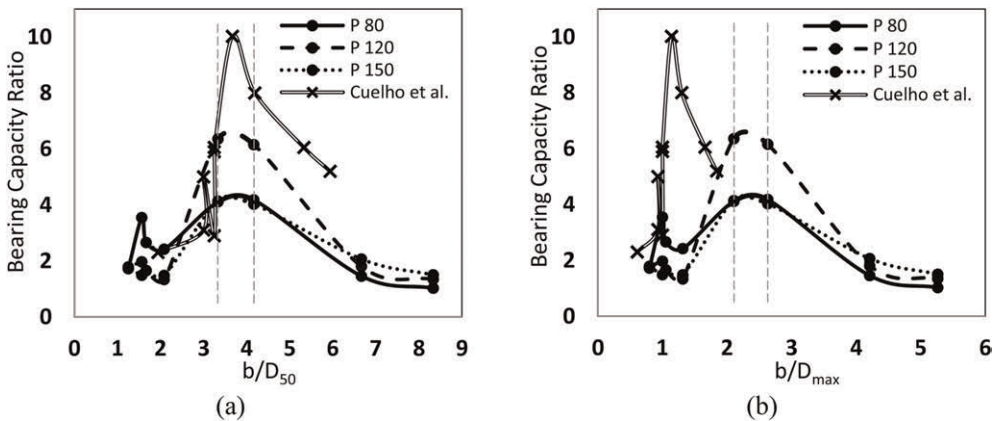 Bearing Capacity Ratio
10
8
6
4
2
0
0 1 2 3 4 5 6 7 8 9
b/D50
P 80
P 120
P 150
Cuelho et al.
(a)
Bearing Capacity Ratio
10
8
6
4
2
0
0 1 2 3 4 5 6
b/Dmax
P 80
P 120
P 150
Cuelho et al.
(b)